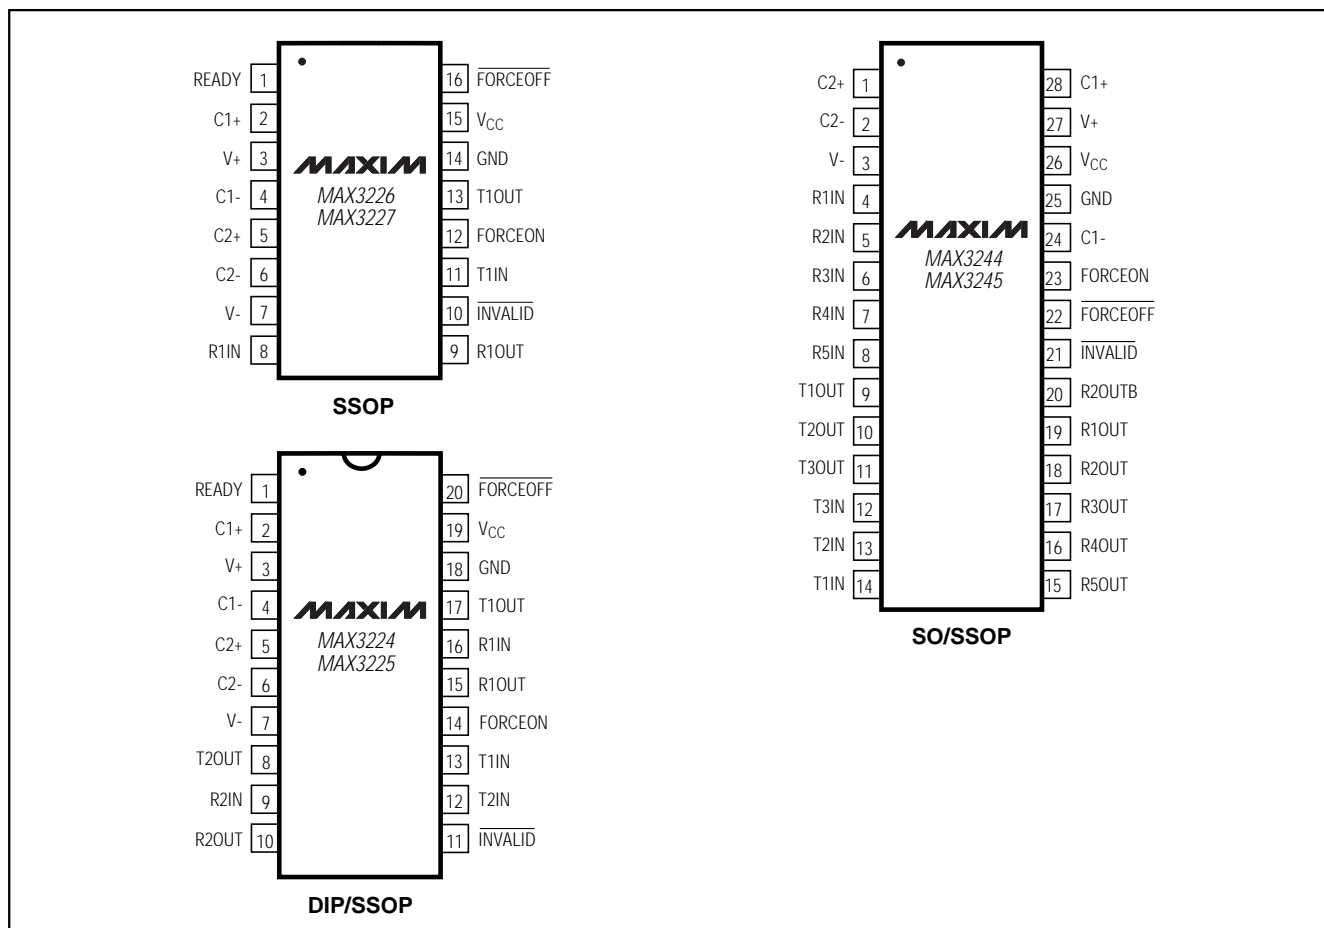 READY 1 16 FORCEOFF
C1+ 2 15 VCC
V+ 3 14 GND
MAXIM
C1- 4 13 T1OUT
MAX3226
MAX3227
C2+ 5 12 FORCEON
C2- 6 11 T1IN
V- 7 10 INVALID
R1IN 8 9 R1OUT
SSOP
READY 1 20 FORCEOFF
C1+ 2 19 VCC
V+ 3 18 GND
C1- 4 17 T1OUT
MAXIM
C2+ 5 16 R1IN
MAX3224
MAX3225
C2- 6 15 R1OUT
V- 7 14 FORCEON
T2OUT 8 13 T1IN
R2IN 9 12 T2IN
R2OUT 10 11 INVALID
DIP/SSOP
C2+ 1 28 C1+
C2- 2 27 V+
V- 3 26 VCC
R1IN 4 25 GND
R2IN 5 24 C1-
MAXIM
MAX3244
MAX3245
R3IN 6 23 FORCEON
R4IN 7 22 FORCEOFF
R5IN 8 21 INVALID
T1OUT 9 20 R2OUTB
T2OUT 10 19 R1OUT
T3OUT 11 18 R2OUT
T3IN 12 17 R3OUT
T2IN 13 16 R4OUT
T1IN 14 15 R5OUT
SO/SSOP